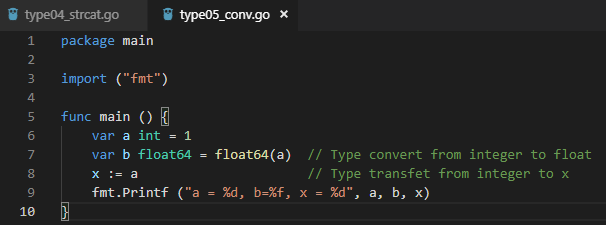 type04_strcat.go type05_conv.go ×
1 package main
2
3 import ("fmt")
4
5 func main () {
6 var a int = 1
7 var b float64 = float64(a) // Type convert from integer to float
8 x := a // Type transfet from integer to x
9 fmt.Printf ("a = %d, b=%f, x = %d", a, b, x)
10 }